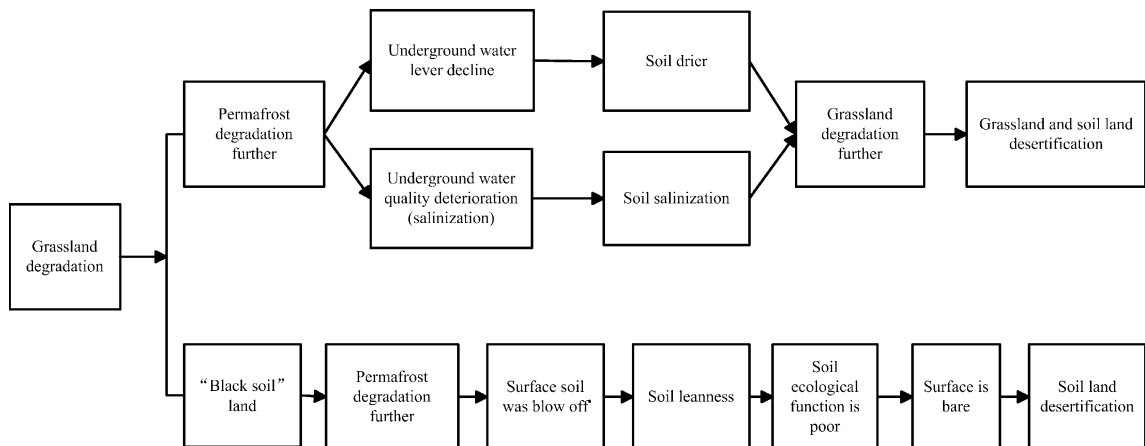 Underground water
lever decline
Soil drier
Permafrost
degradation
further
Grassland
degradation
further
Grassland and soil land
desertification
Underground water
quality deterioration
(salinization)
Soil salinization
Grassland
degradation
“Black soil”
land
Permafrost
degradation
further
Surface soil
was blow off
Soil leanness
Soil
ecological
function is
poor
Surface is
bare
Soil land
desertification